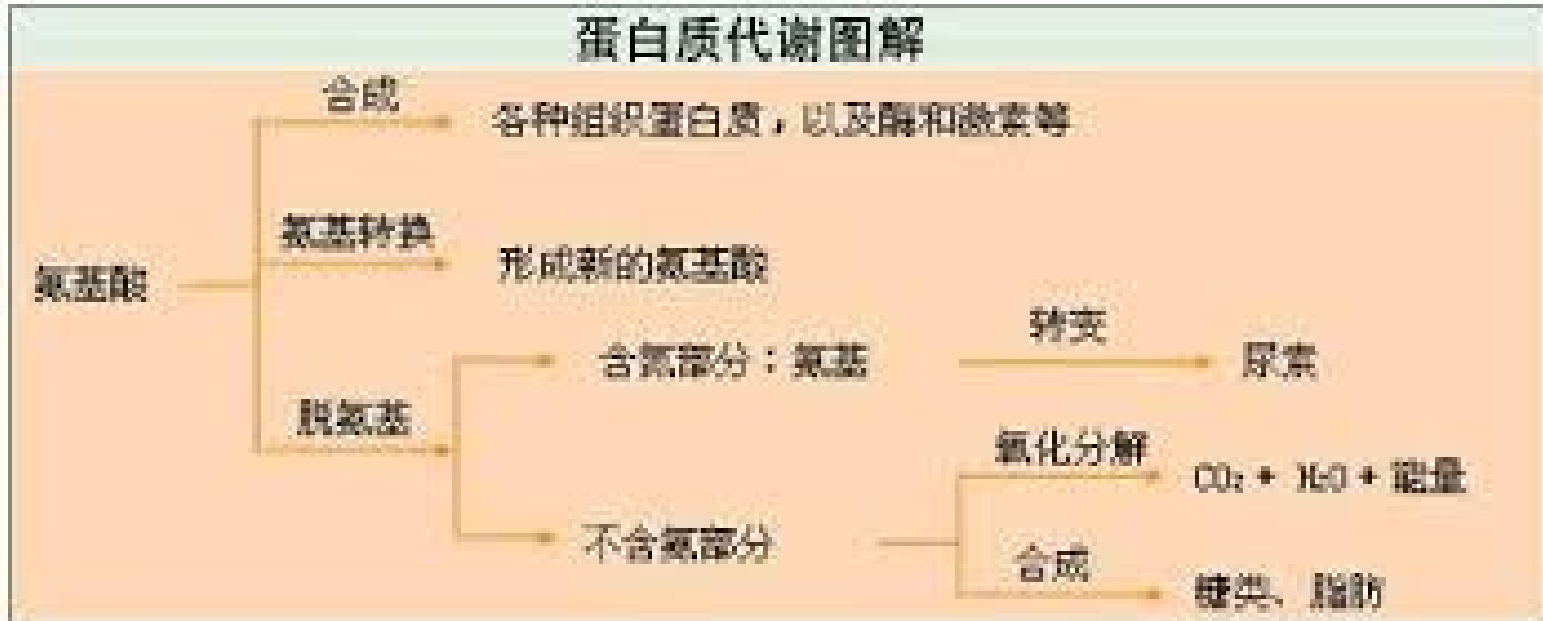 蛋白质代谢图解
合成
各种组织蛋白质，以及酶和激素等
氨基转换
形成新的氨基酸
氨基酸
脱氨基
含氮部分：氨基
转变
尿素
不含氮部分
氧化分解
CO₂ + H₂O + 能量
合成
糖类、脂肪